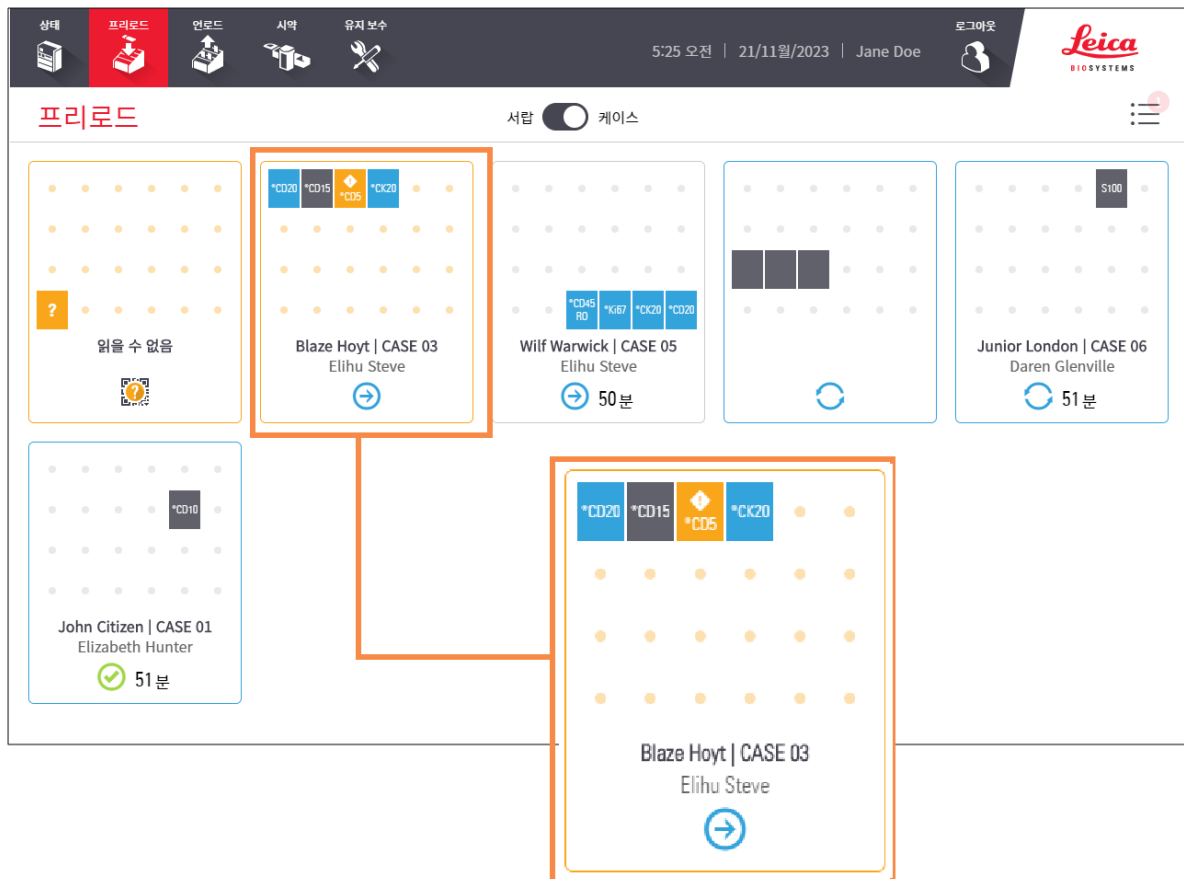 상태
프리로드
언로드
시약
유지 보수
5:25 오전 | 21/11월/2023 | Jane Doe
로그아웃
Leica
BIOSYSTEMS
프리로드
서랍
케이스
1
?
읽을 수 없음
?
*CD20 *CD15 ! *CD5 *CK20
Blaze Hoyt | CASE 03
Elihu Steve
*CD45 RO *Ki67 *CK20 *CD20
Wilf Warwick | CASE 05
Elihu Steve
50 분
S100
Junior London | CASE 06
Daren Glenville
51 분
*CD10
John Citizen | CASE 01
Elizabeth Hunter
51 분
*CD20 *CD15 ! *CD5 *CK20
Blaze Hoyt | CASE 03
Elihu Steve